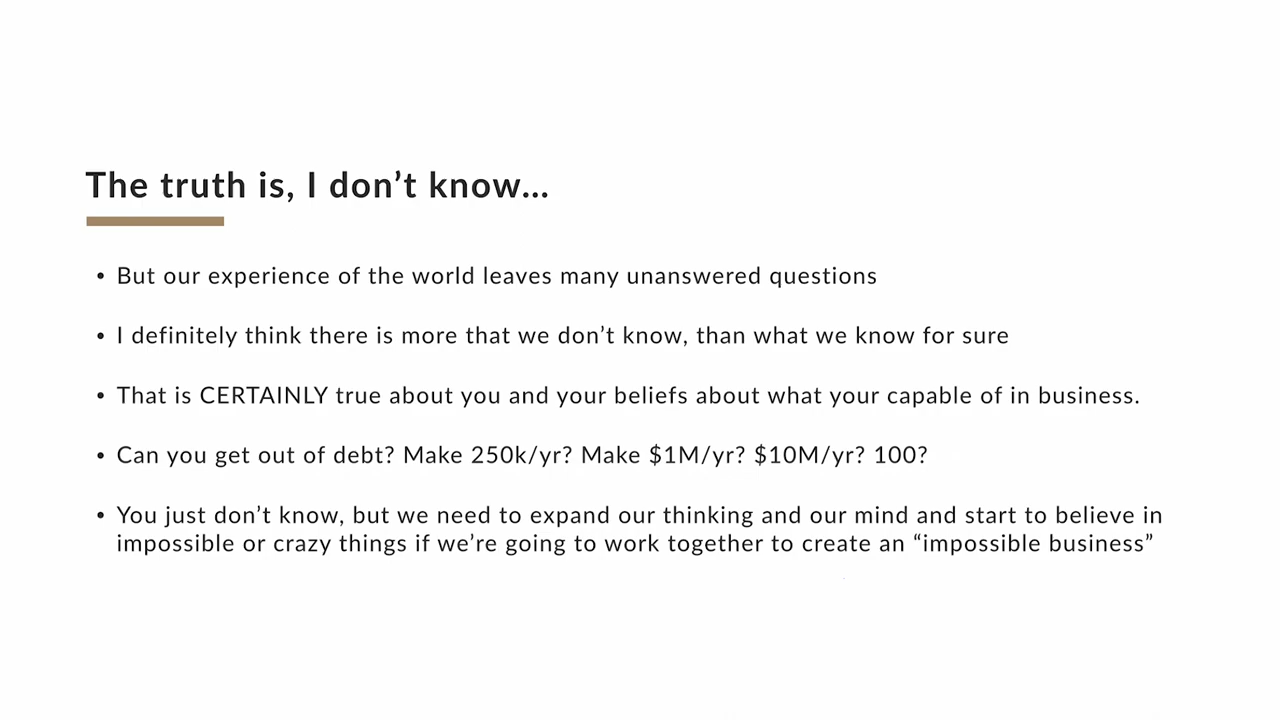 The truth is, I don’t know…
• But our experience of the world leaves many unanswered questions
• I definitely think there is more that we don’t know, than what we know for sure
• That is CERTAINLY true about you and your beliefs about what your capable of in business.
• Can you get out of debt? Make 250k/yr? Make $1M/yr? $10M/yr? 100?
• You just don’t know, but we need to expand our thinking and our mind and start to believe in
impossible or crazy things if we’re going to work together to create an “impossible business”